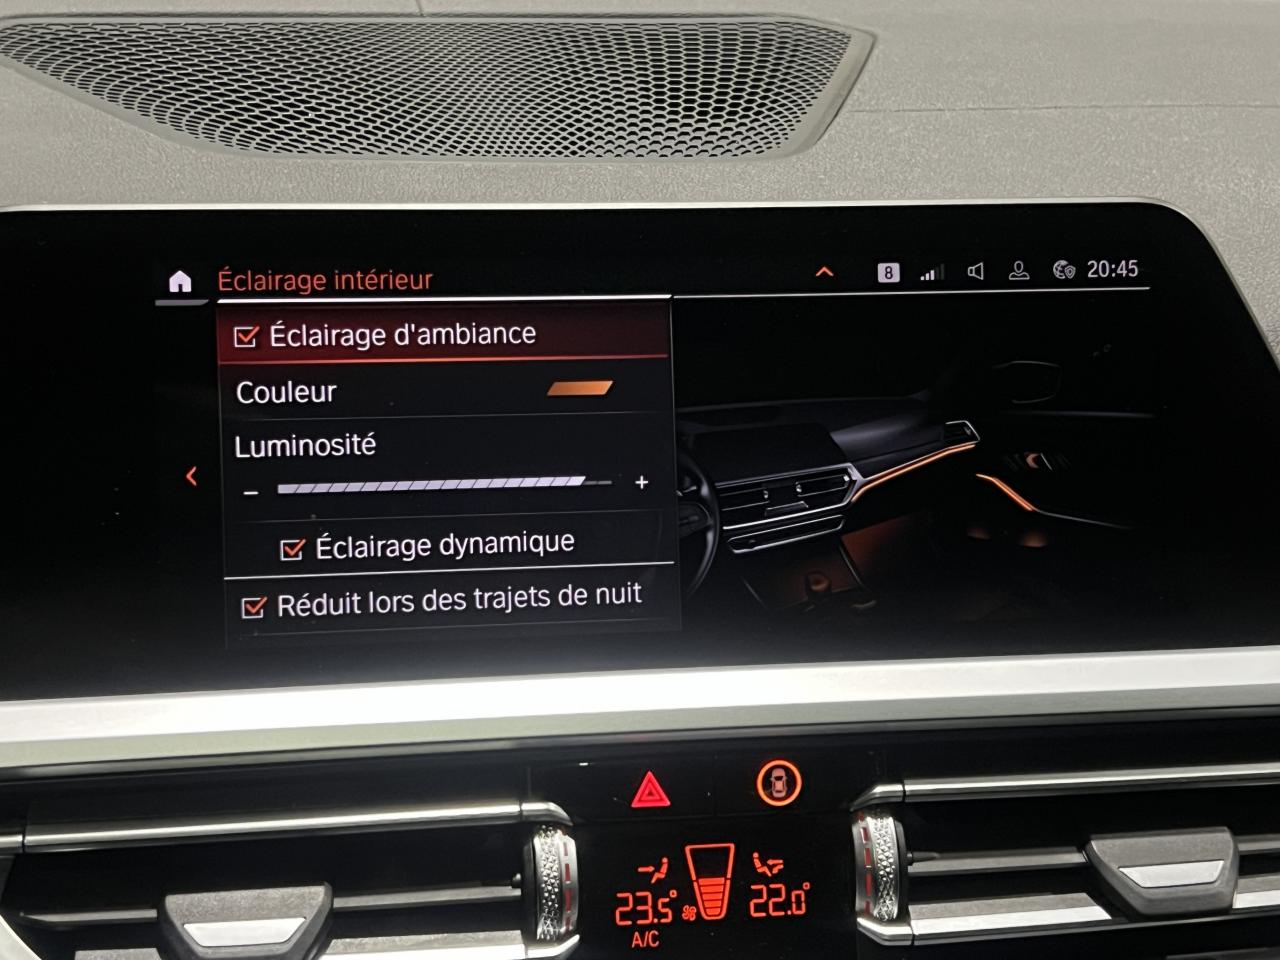 Éclairage intérieur
8
20:45
Éclairage d'ambiance
Couleur
Luminosité
− +
Éclairage dynamique
Réduit lors des trajets de nuit
23.5° 22.0°
A/C